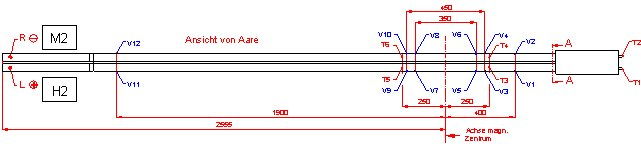 450
350
R ⊖ M2
Ansicht von Aare
V12
V10 V8 V6 V4
T6 T4 V2
A T2
L ⊕ H2
V11
T5 T3
V9 V7 V5 V3 V1
A T1
250 250
1900 400
2555
Achse magn.
Zentrum